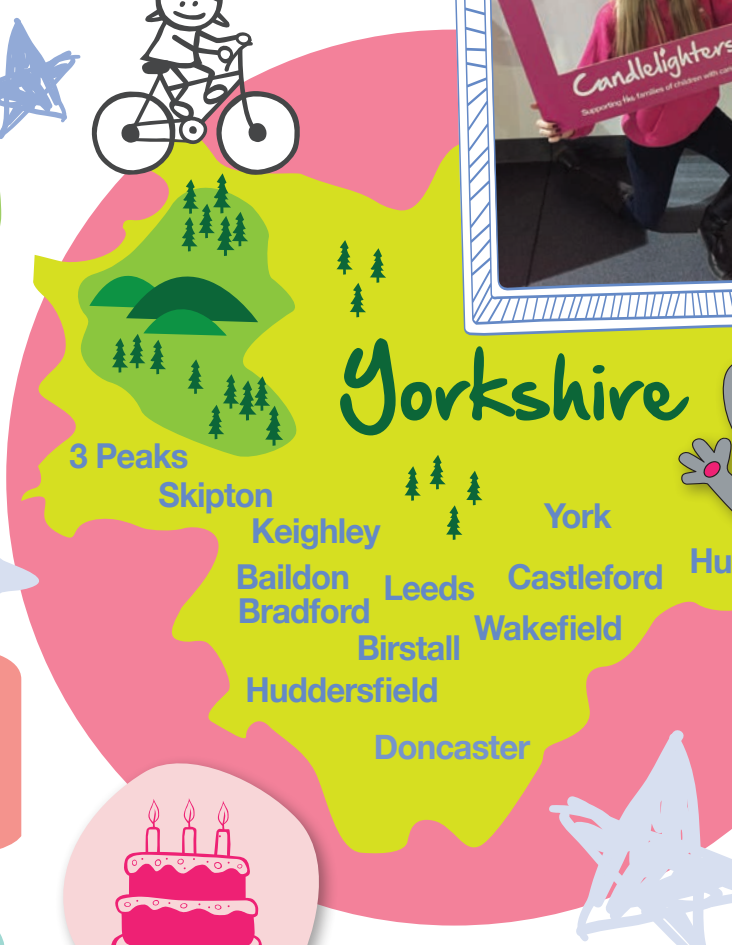 Candlelighters
Supporting the families of children with
Yorkshire
3 Peaks
Skipton
Keighley
York
Baildon
Leeds
Castleford
Hu
Bradford
Wakefield
Birstall
Huddersfield
Doncaster